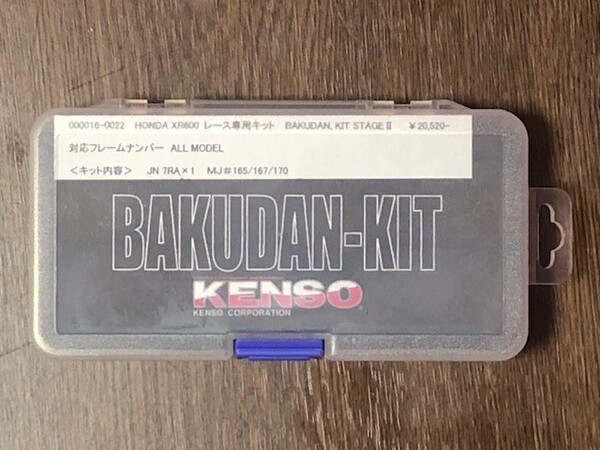 000016-0022 HONDA XR600 レース専用キット BAKUDAN, KIT STAGEⅡ ￥20,520-
対応フレームナンバー ALL MODEL
＜キット内容＞ JN 7RA×1 MJ#165/167/170
BAKUDAN-KIT
KENSO®
KENSO CORPORATION